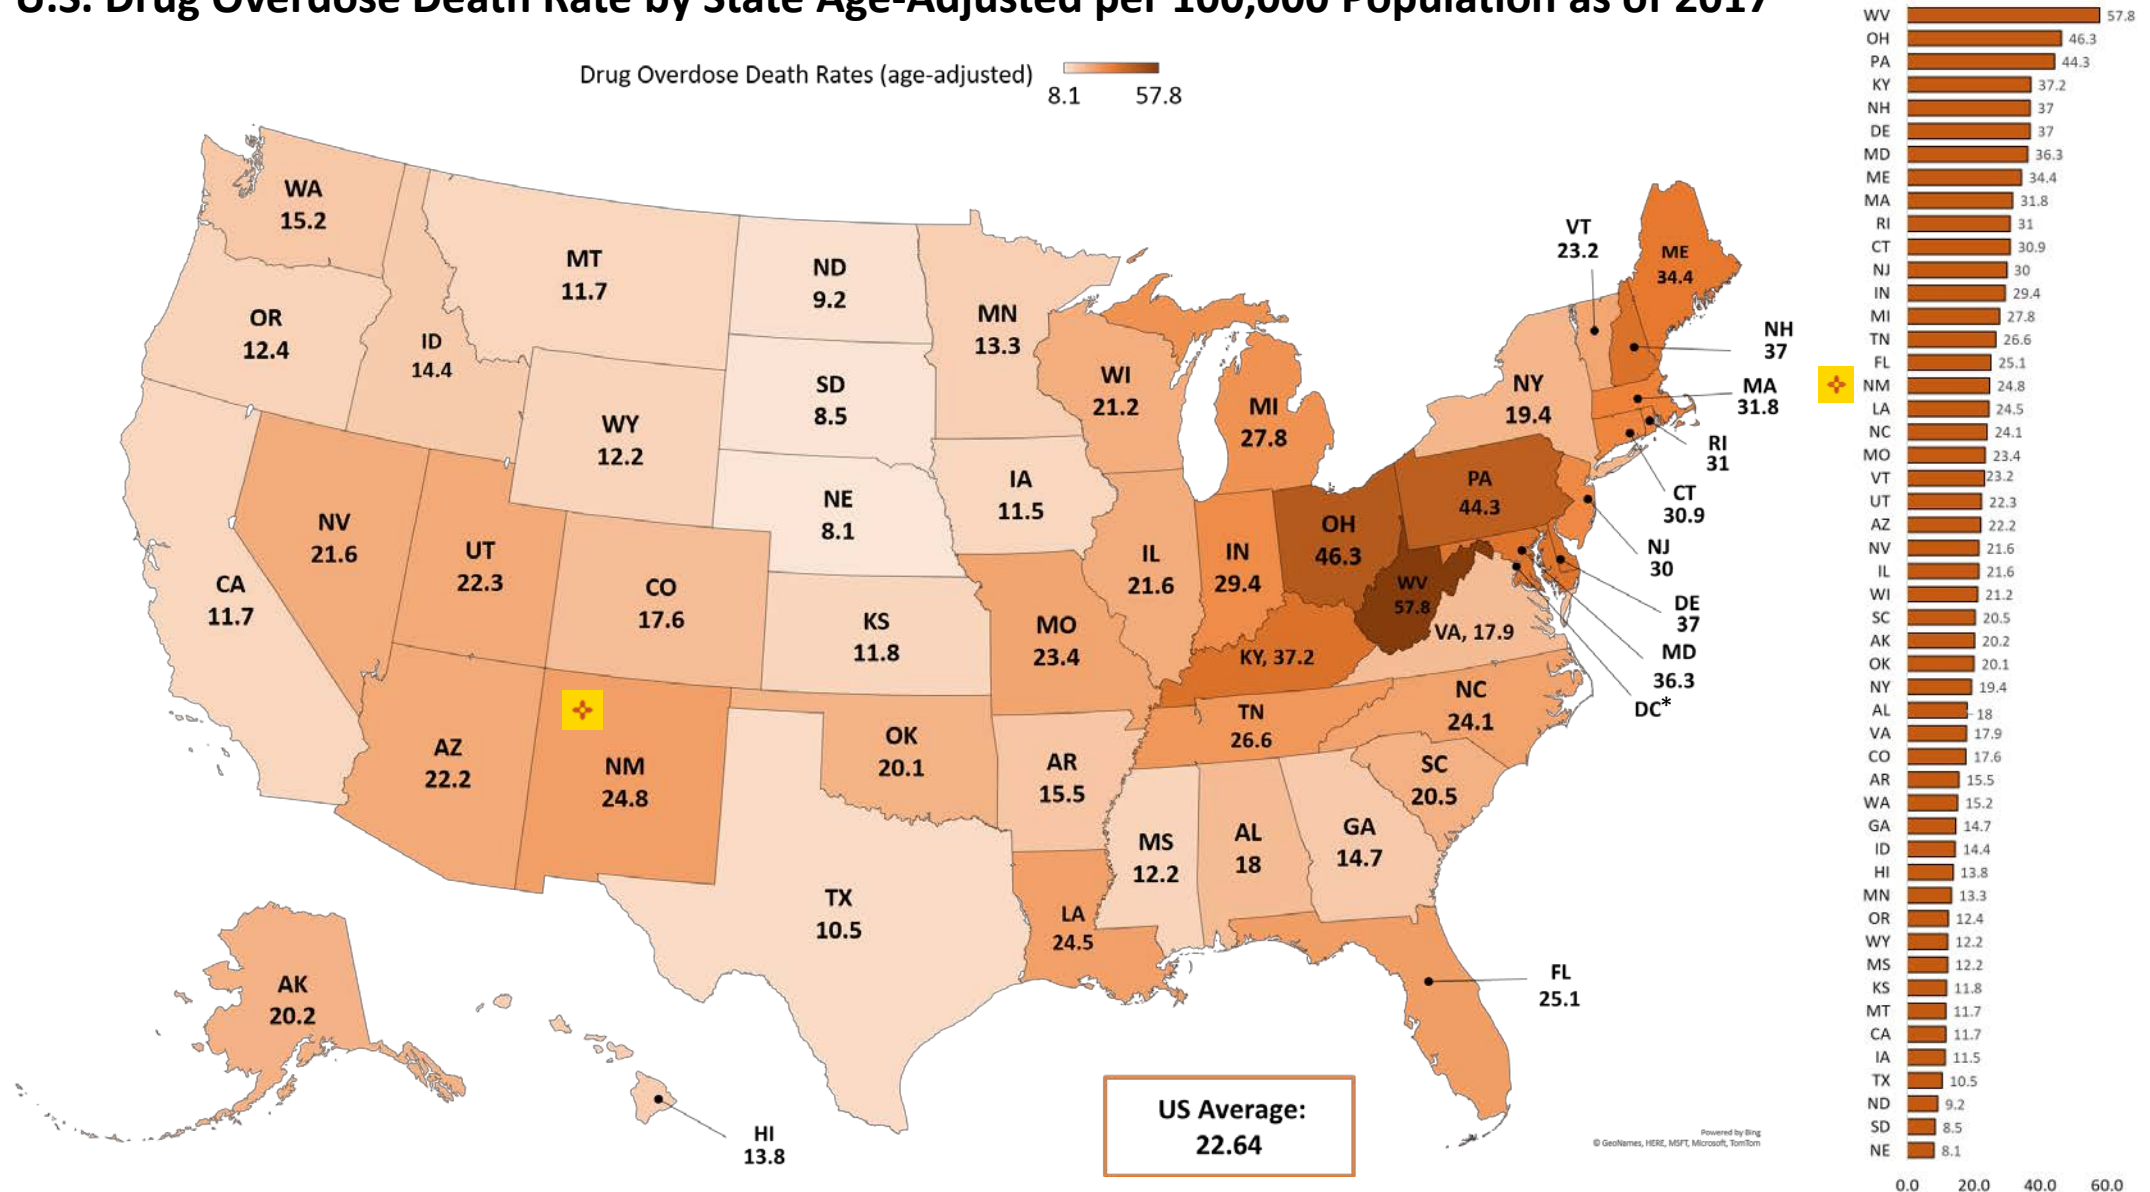 U.S. Drug Overdose Death Rate by State Age-Adjusted per 100,000 Population as of 2017
Drug Overdose Death Rates (age-adjusted)
8.1 57.8
WA
15.2
OR
12.4
ID
14.4
MT
11.7
ND
9.2
MN
13.3
SD
8.5
WY
12.2
NE
8.1
IA
11.5
WI
21.2
MI
27.8
VT
23.2
ME
34.4
NH
37
NY
19.4
MA
31.8
RI
31
CT
30.9
PA
44.3
NJ
30
DE
37
MD
36.3
DC*
NV
21.6
UT
22.3
CA
11.7
CO
17.6
KS
11.8
MO
23.4
IL
21.6
IN
29.4
OH
46.3
WV
57.8
VA, 17.9
KY, 37.2
AZ
22.2
NM
24.8
OK
20.1
AR
15.5
TN
26.6
NC
24.1
SC
20.5
MS
12.2
AL
18
GA
14.7
TX
10.5
LA
24.5
FL
25.1
AK
20.2
HI
13.8
US Average:
22.64
Powered by Bing
© GeoNames, HERE, MSFT, Microsoft, TomTom
WV 57.8
OH 46.3
PA 44.3
KY 37.2
NH 37
DE 37
MD 36.3
ME 34.4
MA 31.8
RI 31
CT 30.9
NJ 30
IN 29.4
MI 27.8
TN 26.6
FL 25.1
NM 24.8
LA 24.5
NC 24.1
MO 23.4
VT 23.2
UT 22.3
AZ 22.2
NV 21.6
IL 21.6
WI 21.2
SC 20.5
AK 20.2
OK 20.1
NY 19.4
AL 18
VA 17.9
CO 17.6
AR 15.5
WA 15.2
GA 14.7
ID 14.4
HI 13.8
MN 13.3
OR 12.4
WY 12.2
MS 12.2
KS 11.8
MT 11.7
CA 11.7
IA 11.5
TX 10.5
ND 9.2
SD 8.5
NE 8.1
0.0 20.0 40.0 60.0